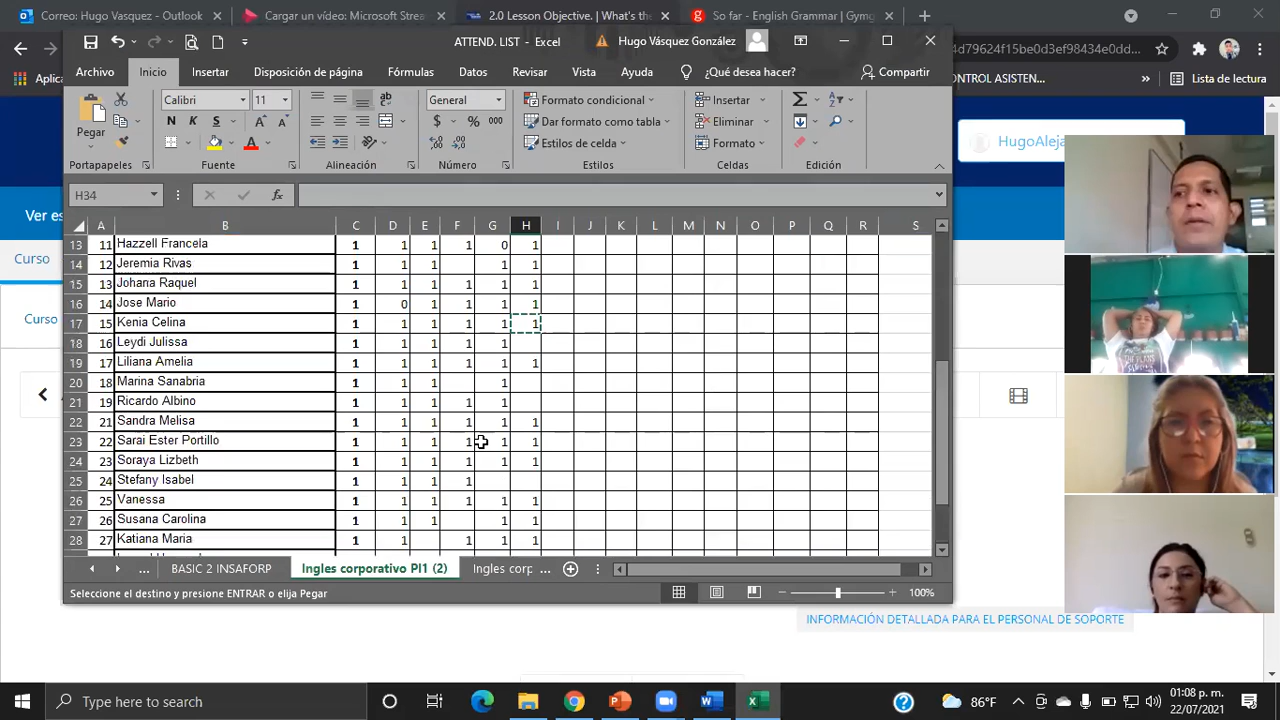 Correo: Hugo Vasquez - Outlook
Cargar un vídeo: Microsoft Strea
2.0 Lesson Objective. | What's the
So far - English Grammar | Gymg
4d79624f15be0d3ef98434e0d...
Aplica
ONTROL ASISTEN...
Lista de lectura
ATTEND. LIST - Excel
Hugo Vásquez González
Archivo Inicio Insertar Disposición de página Fórmulas Datos Revisar Vista Ayuda ¿Qué desea hacer? Compartir
Pegar
Calibri 11
N K S
General
$ % 000
Formato condicional
Dar formato como tabla
Estilos de celda
Insertar
Eliminar
Formato
Portapapeles Fuente Alineación Número Estilos Celdas Edición
H34
fx
A B C D E F G H I J K L M N O P Q R S
13 11 Hazzell Francela 1 1 1 1 0 1
14 12 Jeremia Rivas 1 1 1 1 1
15 13 Johana Raquel 1 1 1 1 1 1
16 14 Jose Mario 1 0 1 1 1 1
17 15 Kenia Celina 1 1 1 1 1 1
18 16 Leydi Julissa 1 1 1 1 1
19 17 Liliana Amelia 1 1 1 1 1 1
20 18 Marina Sanabria 1 1 1 1
21 19 Ricardo Albino 1 1 1 1 1
22 21 Sandra Melisa 1 1 1 1 1 1
23 22 Sarai Ester Portillo 1 1 1 1 1 1
24 23 Soraya Lizbeth 1 1 1 1 1 1
25 24 Stefany Isabel 1 1 1 1
26 25 Vanessa 1 1 1 1 1 1
27 26 Susana Carolina 1 1 1 1 1
28 27 Katiana Maria 1 1 1 1 1 1
... BASIC 2 INSAFORP Ingles corporativo PI1 (2) Ingles corp ...
Seleccione el destino y presione ENTRAR o elija Pegar
100%
Ver es
Curso
Curso
HugoAleja
INFORMACIÓN DETALLADA PARA EL PERSONAL DE SOPORTE
Type here to search
86°F
01:08 p. m.
22/07/2021